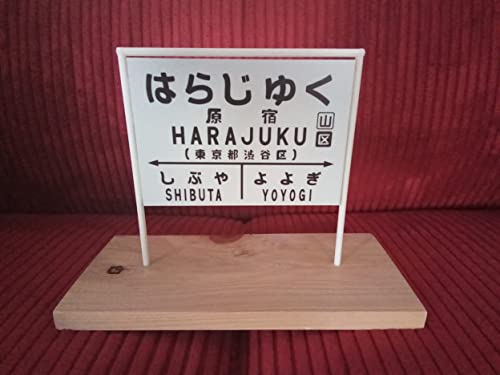 はらじゅく
原宿 山
HARAJUKU 区
(東京都渋谷区)
しぶや よよぎ
SHIBUTA YOYOGI